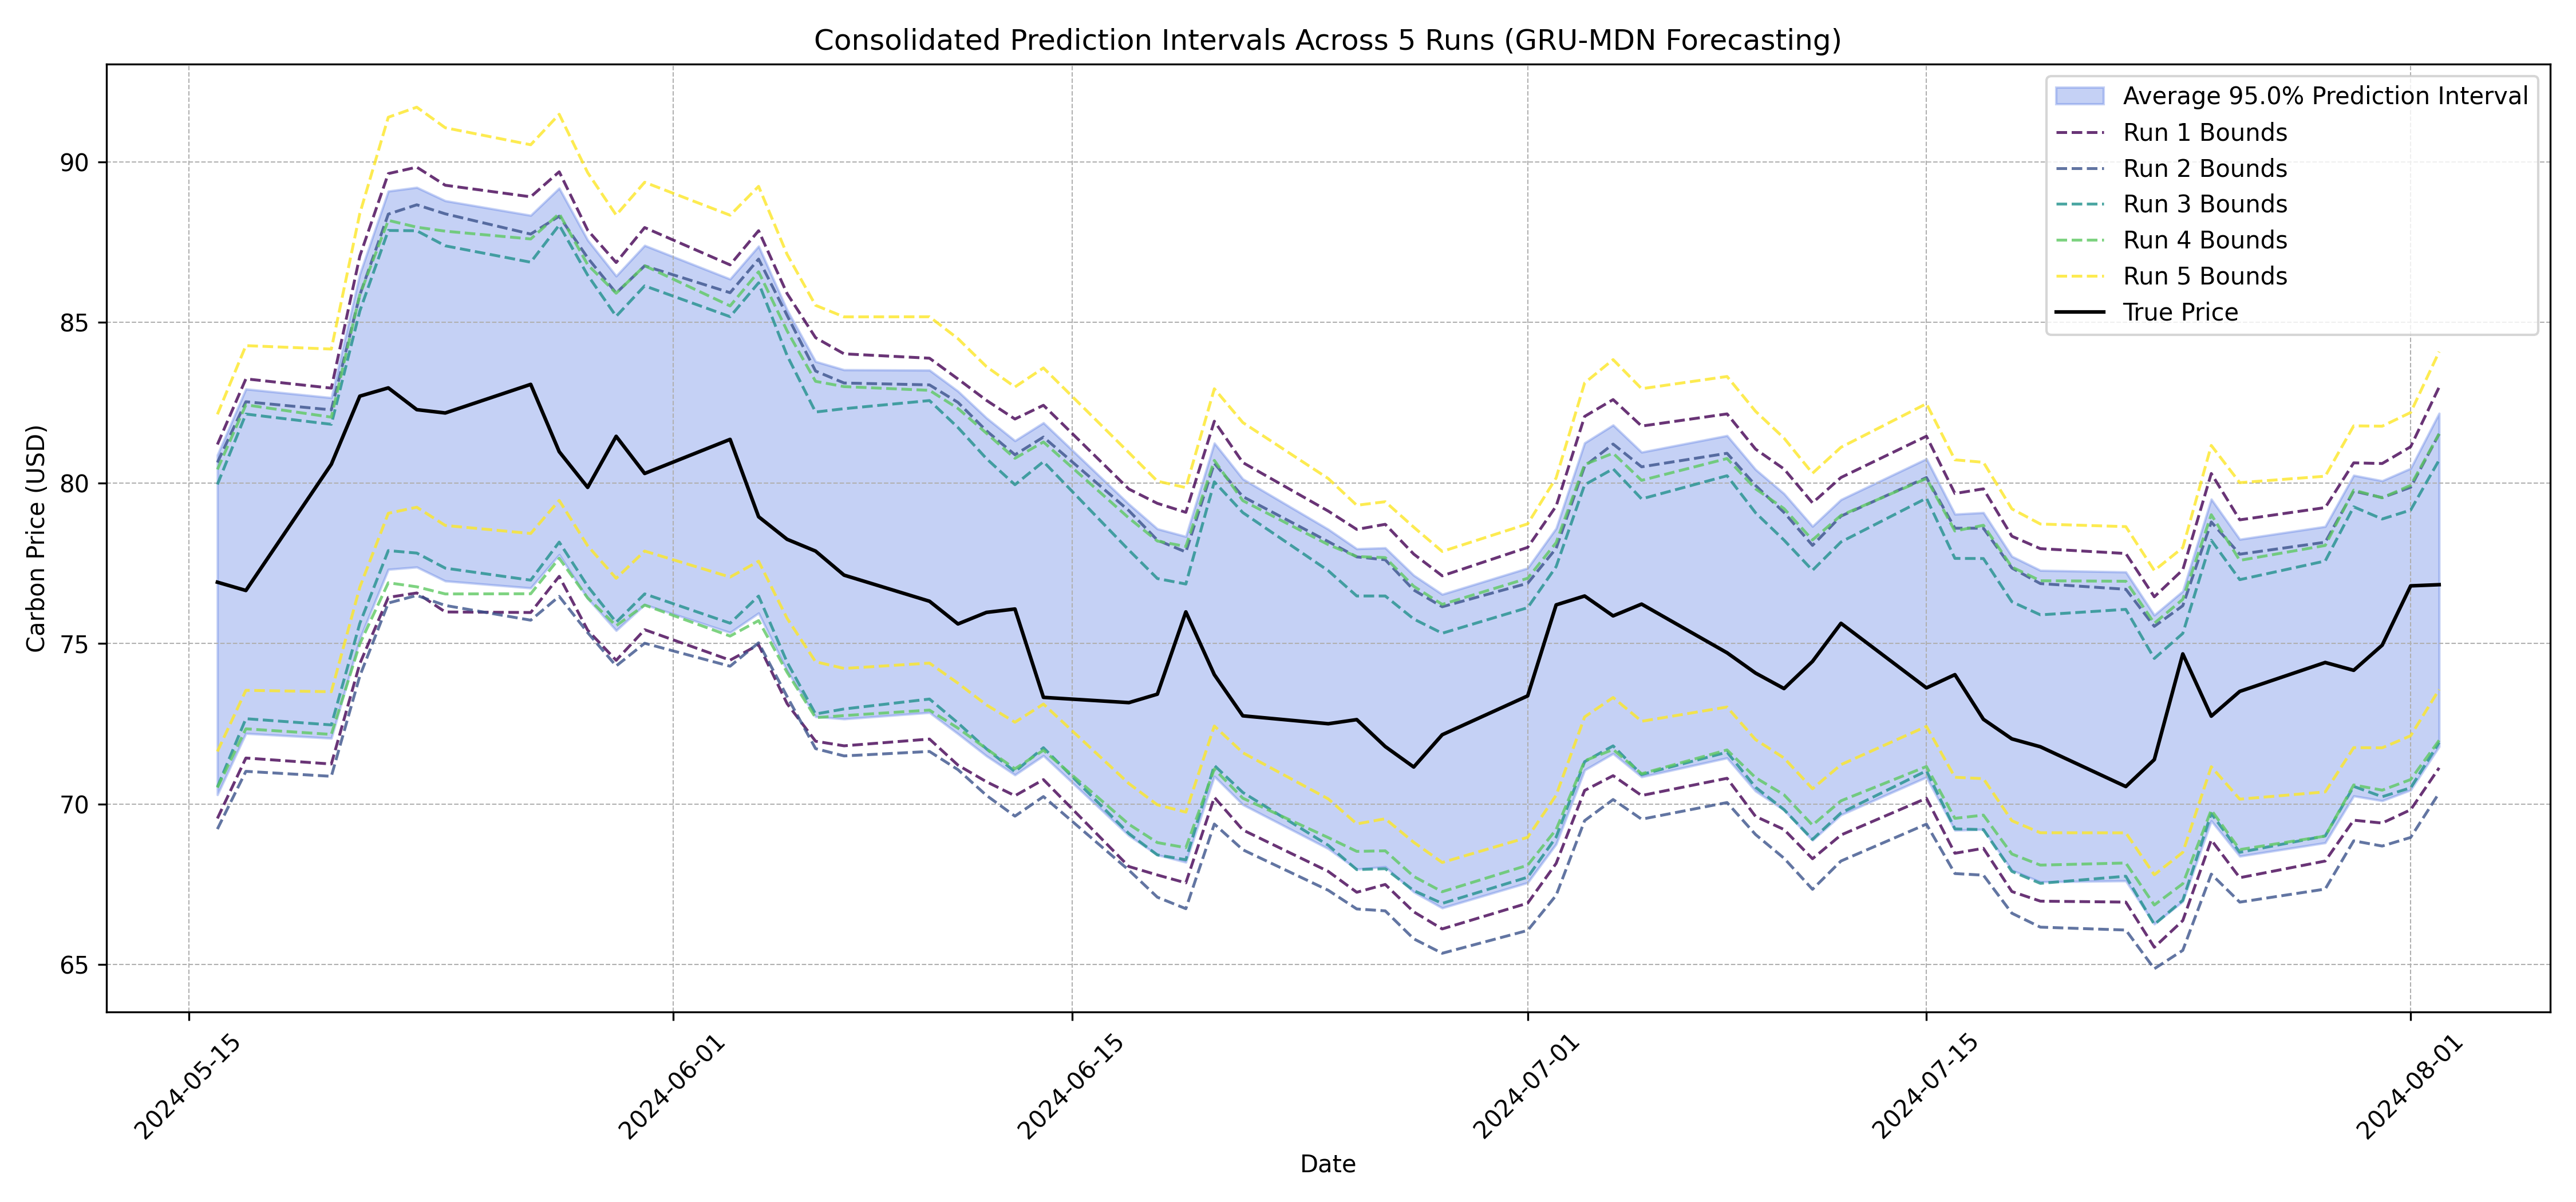 Consolidated Prediction Intervals Across 5 Runs (GRU-MDN Forecasting)
Average 95.0% Prediction Interval
Run 1 Bounds
Run 2 Bounds
Run 3 Bounds
Run 4 Bounds
Run 5 Bounds
True Price
Carbon Price (USD)
90
85
80
75
70
65
2024-05-15
2024-06-01
2024-06-15
2024-07-01
2024-07-15
2024-08-01
Date